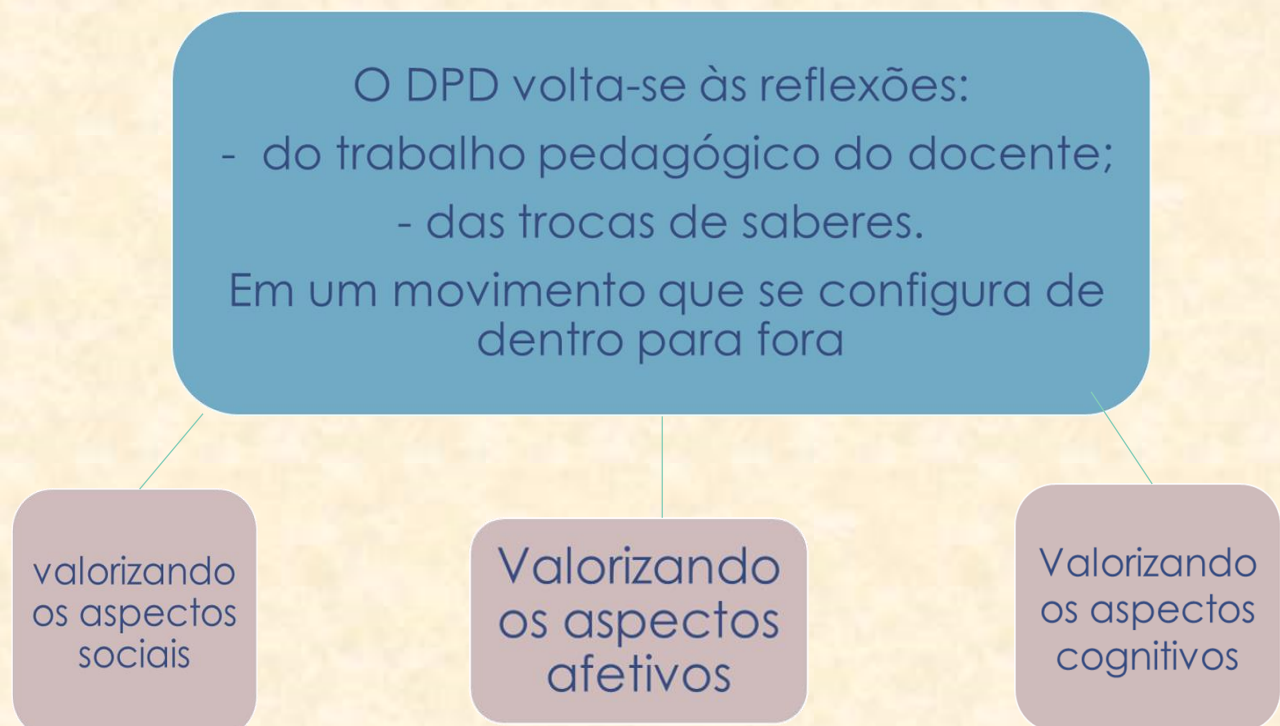 O DPD volta-se às reflexões:
- do trabalho pedagógico do docente;
- das trocas de saberes.
Em um movimento que se configura de
dentro para fora
valorizando
os aspectos
sociais
Valorizando
os aspectos
afetivos
Valorizando
os aspectos
cognitivos